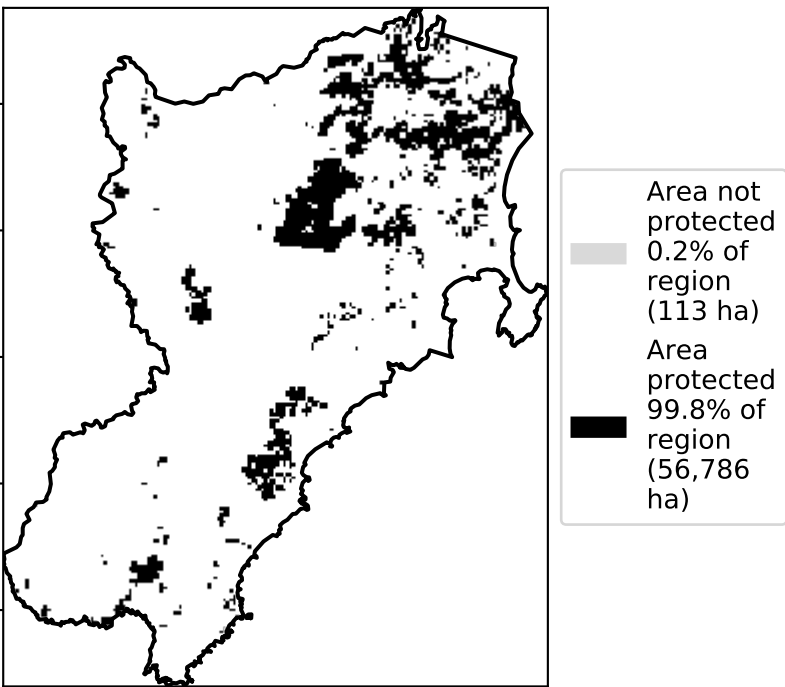 Area not
protected
0.2% of
region
(113 ha)
Area
protected
99.8% of
region
(56,786
ha)